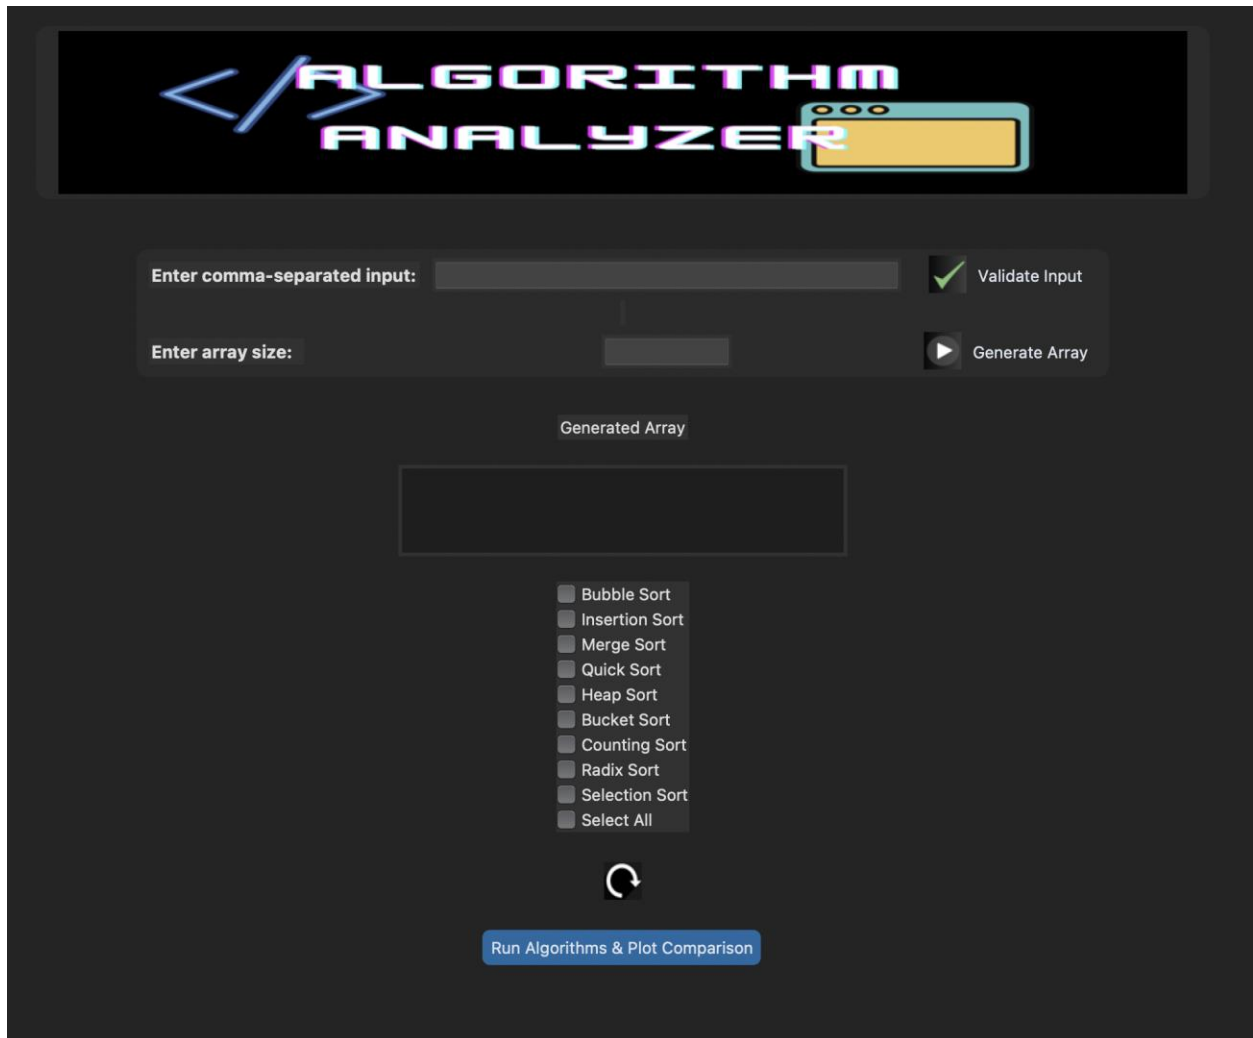 </> ALGORITHM
ANALYZER
Enter comma-separated input: Validate Input
Enter array size: Generate Array
Generated Array
Bubble Sort
Insertion Sort
Merge Sort
Quick Sort
Heap Sort
Bucket Sort
Counting Sort
Radix Sort
Selection Sort
Select All
Run Algorithms & Plot Comparison